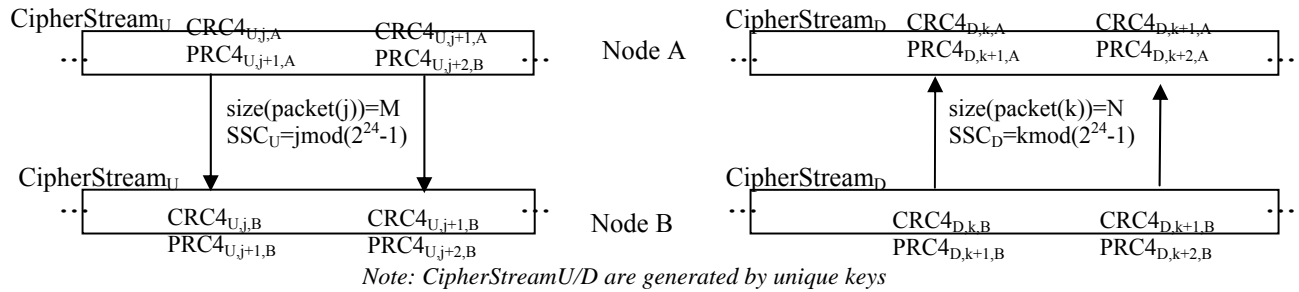 CipherStream_U
CRC4_U,j,A CRC4_U,j+1,A
PRC4_U,j+1,A PRC4_U,j+2,B
... ...
Node A
CipherStream_D
CRC4_D,k,A CRC4_D,k+1,A
PRC4_D,k+1,A PRC4_D,k+2,A
... ...
size(packet(j))=M
SSC_U=jmod(2^24-1)
size(packet(k))=N
SSC_D=kmod(2^24-1)
CipherStream_U
CRC4_U,j,B CRC4_U,j+1,B
PRC4_U,j+1,B PRC4_U,j+2,B
... ...
Node B
CipherStream_D
CRC4_D,k,B CRC4_D,k+1,B
PRC4_D,k+1,B PRC4_D,k+2,B
... ...
Note: CipherStreamU/D are generated by unique keys